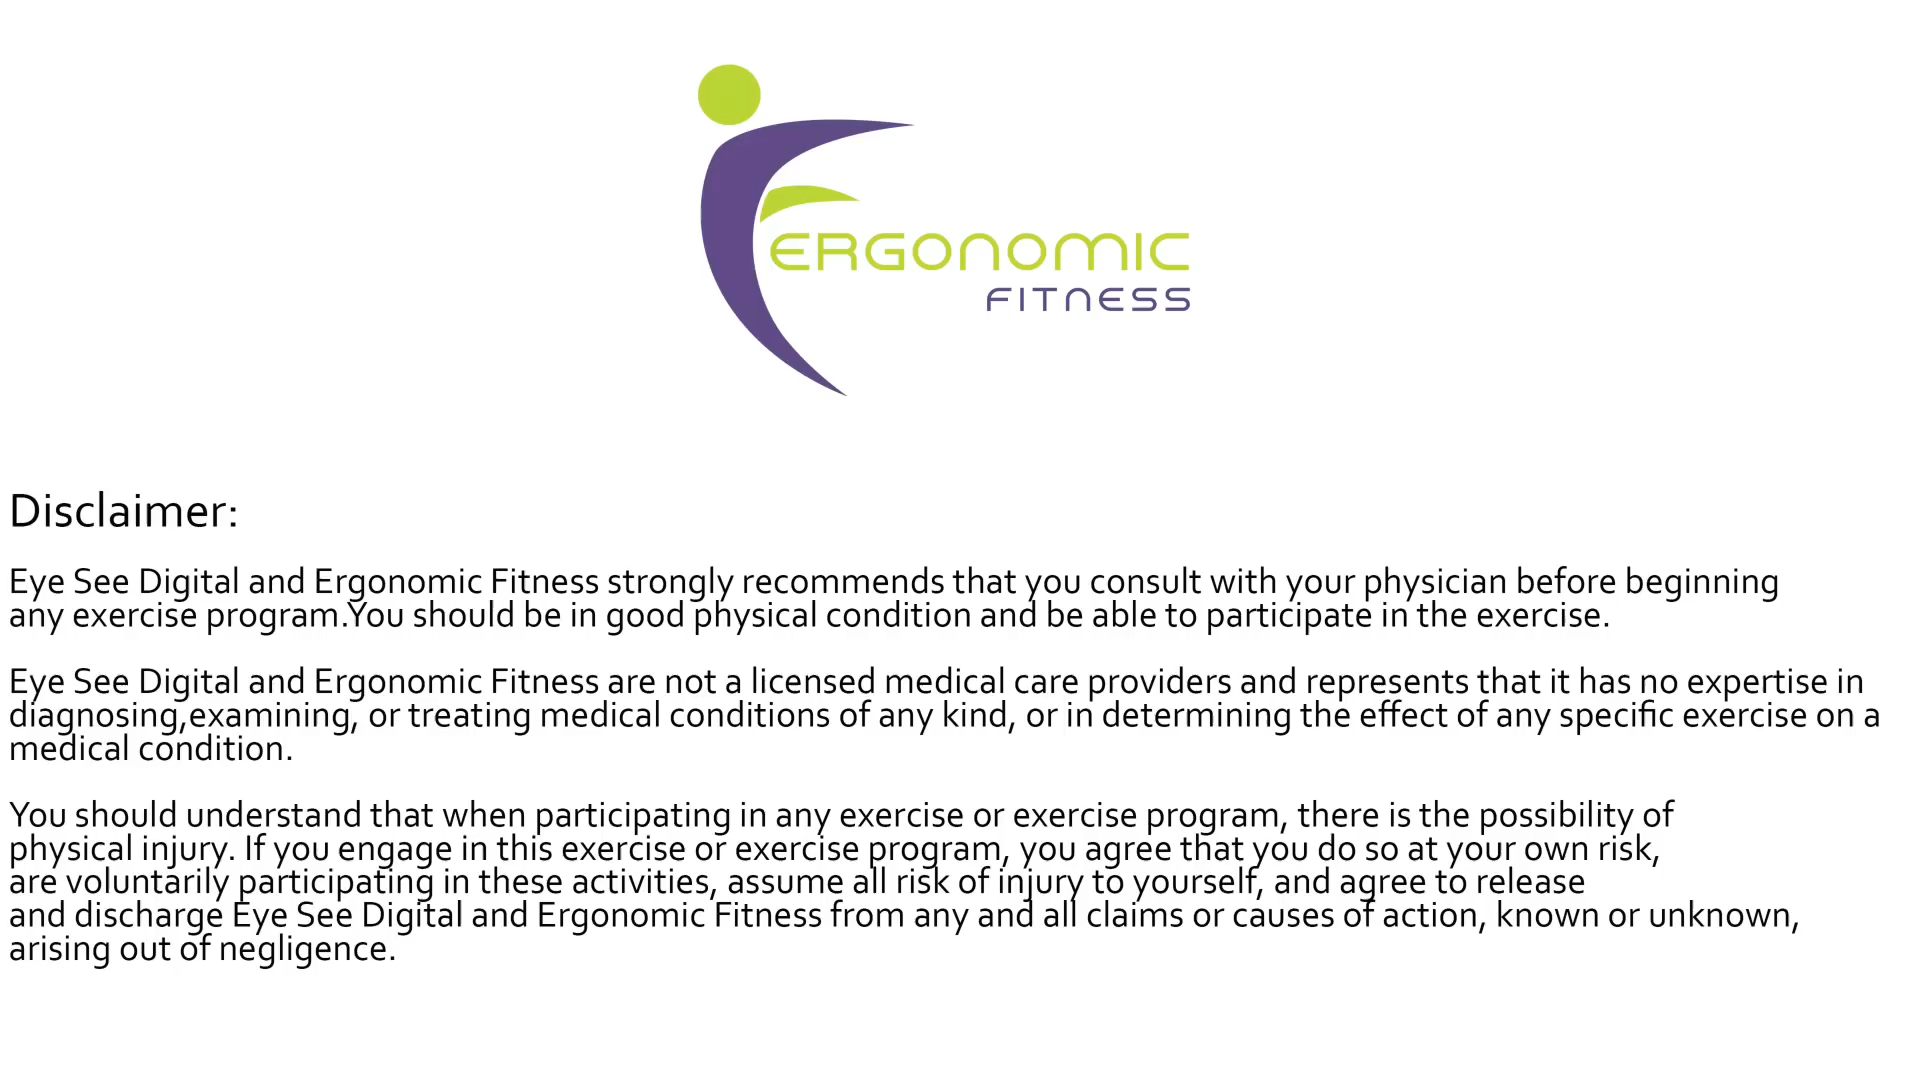 ERGONOMIC
FITNESS
Disclaimer:
Eye See Digital and Ergonomic Fitness strongly recommends that you consult with your physician before beginning
any exercise program.You should be in good physical condition and be able to participate in the exercise.
Eye See Digital and Ergonomic Fitness are not a licensed medical care providers and represents that it has no expertise in
diagnosing,examining, or treating medical conditions of any kind, or in determining the effect of any specific exercise on a
medical condition.
You should understand that when participating in any exercise or exercise program, there is the possibility of
physical injury. If you engage in this exercise or exercise program, you agree that you do so at your own risk,
are voluntarily participating in these activities, assume all risk of injury to yourself, and agree to release
and discharge Eye See Digital and Ergonomic Fitness from any and all claims or causes of action, known or unknown,
arising out of negligence.